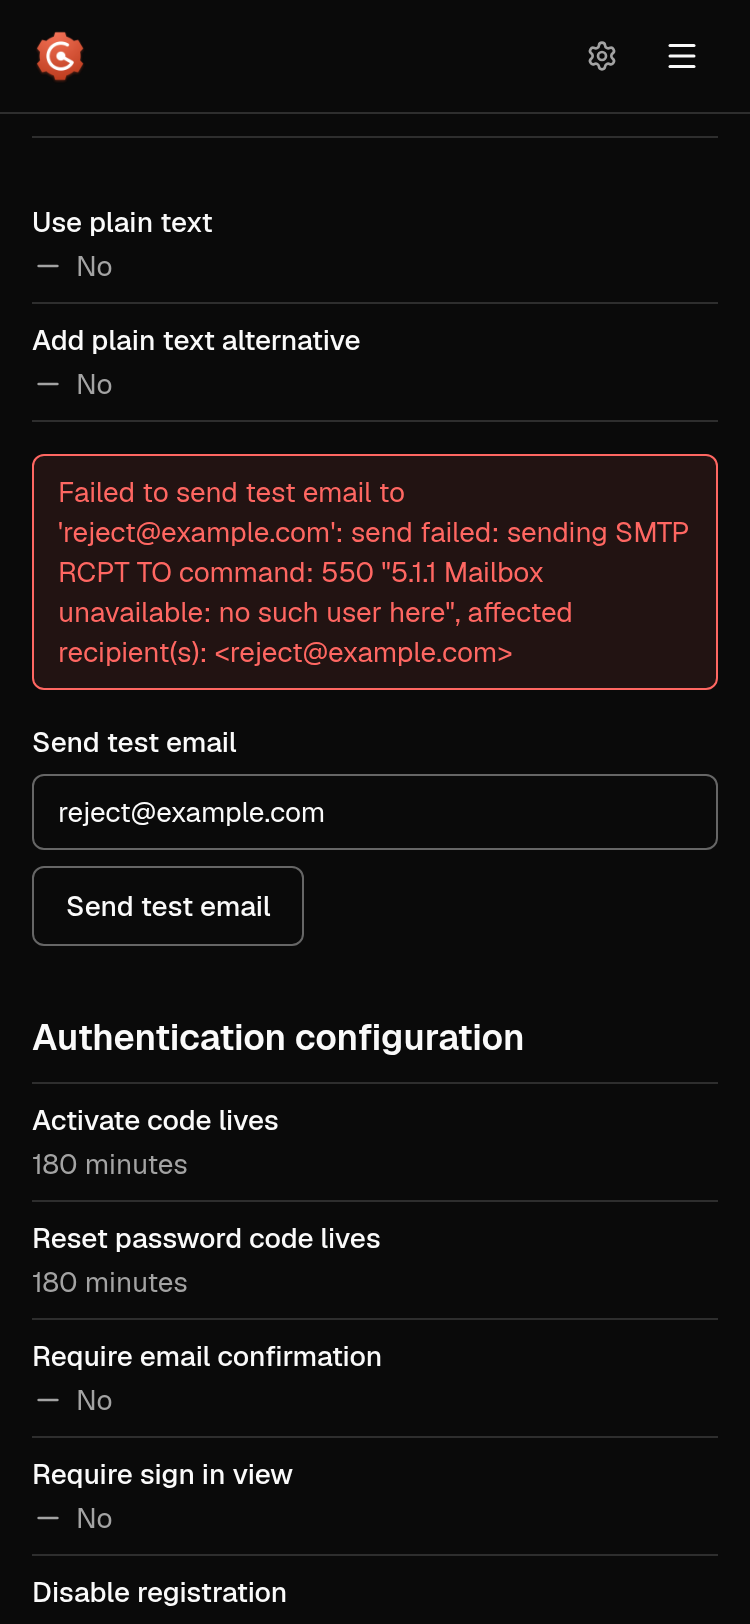 Use plain text
— No
Add plain text alternative
— No
Failed to send test email to
'reject@example.com': send failed: sending SMTP
RCPT TO command: 550 "5.1.1 Mailbox
unavailable: no such user here", affected
recipient(s): <reject@example.com>
Send test email
reject@example.com
Send test email
Authentication configuration
Activate code lives
180 minutes
Reset password code lives
180 minutes
Require email confirmation
— No
Require sign in view
— No
Disable registration